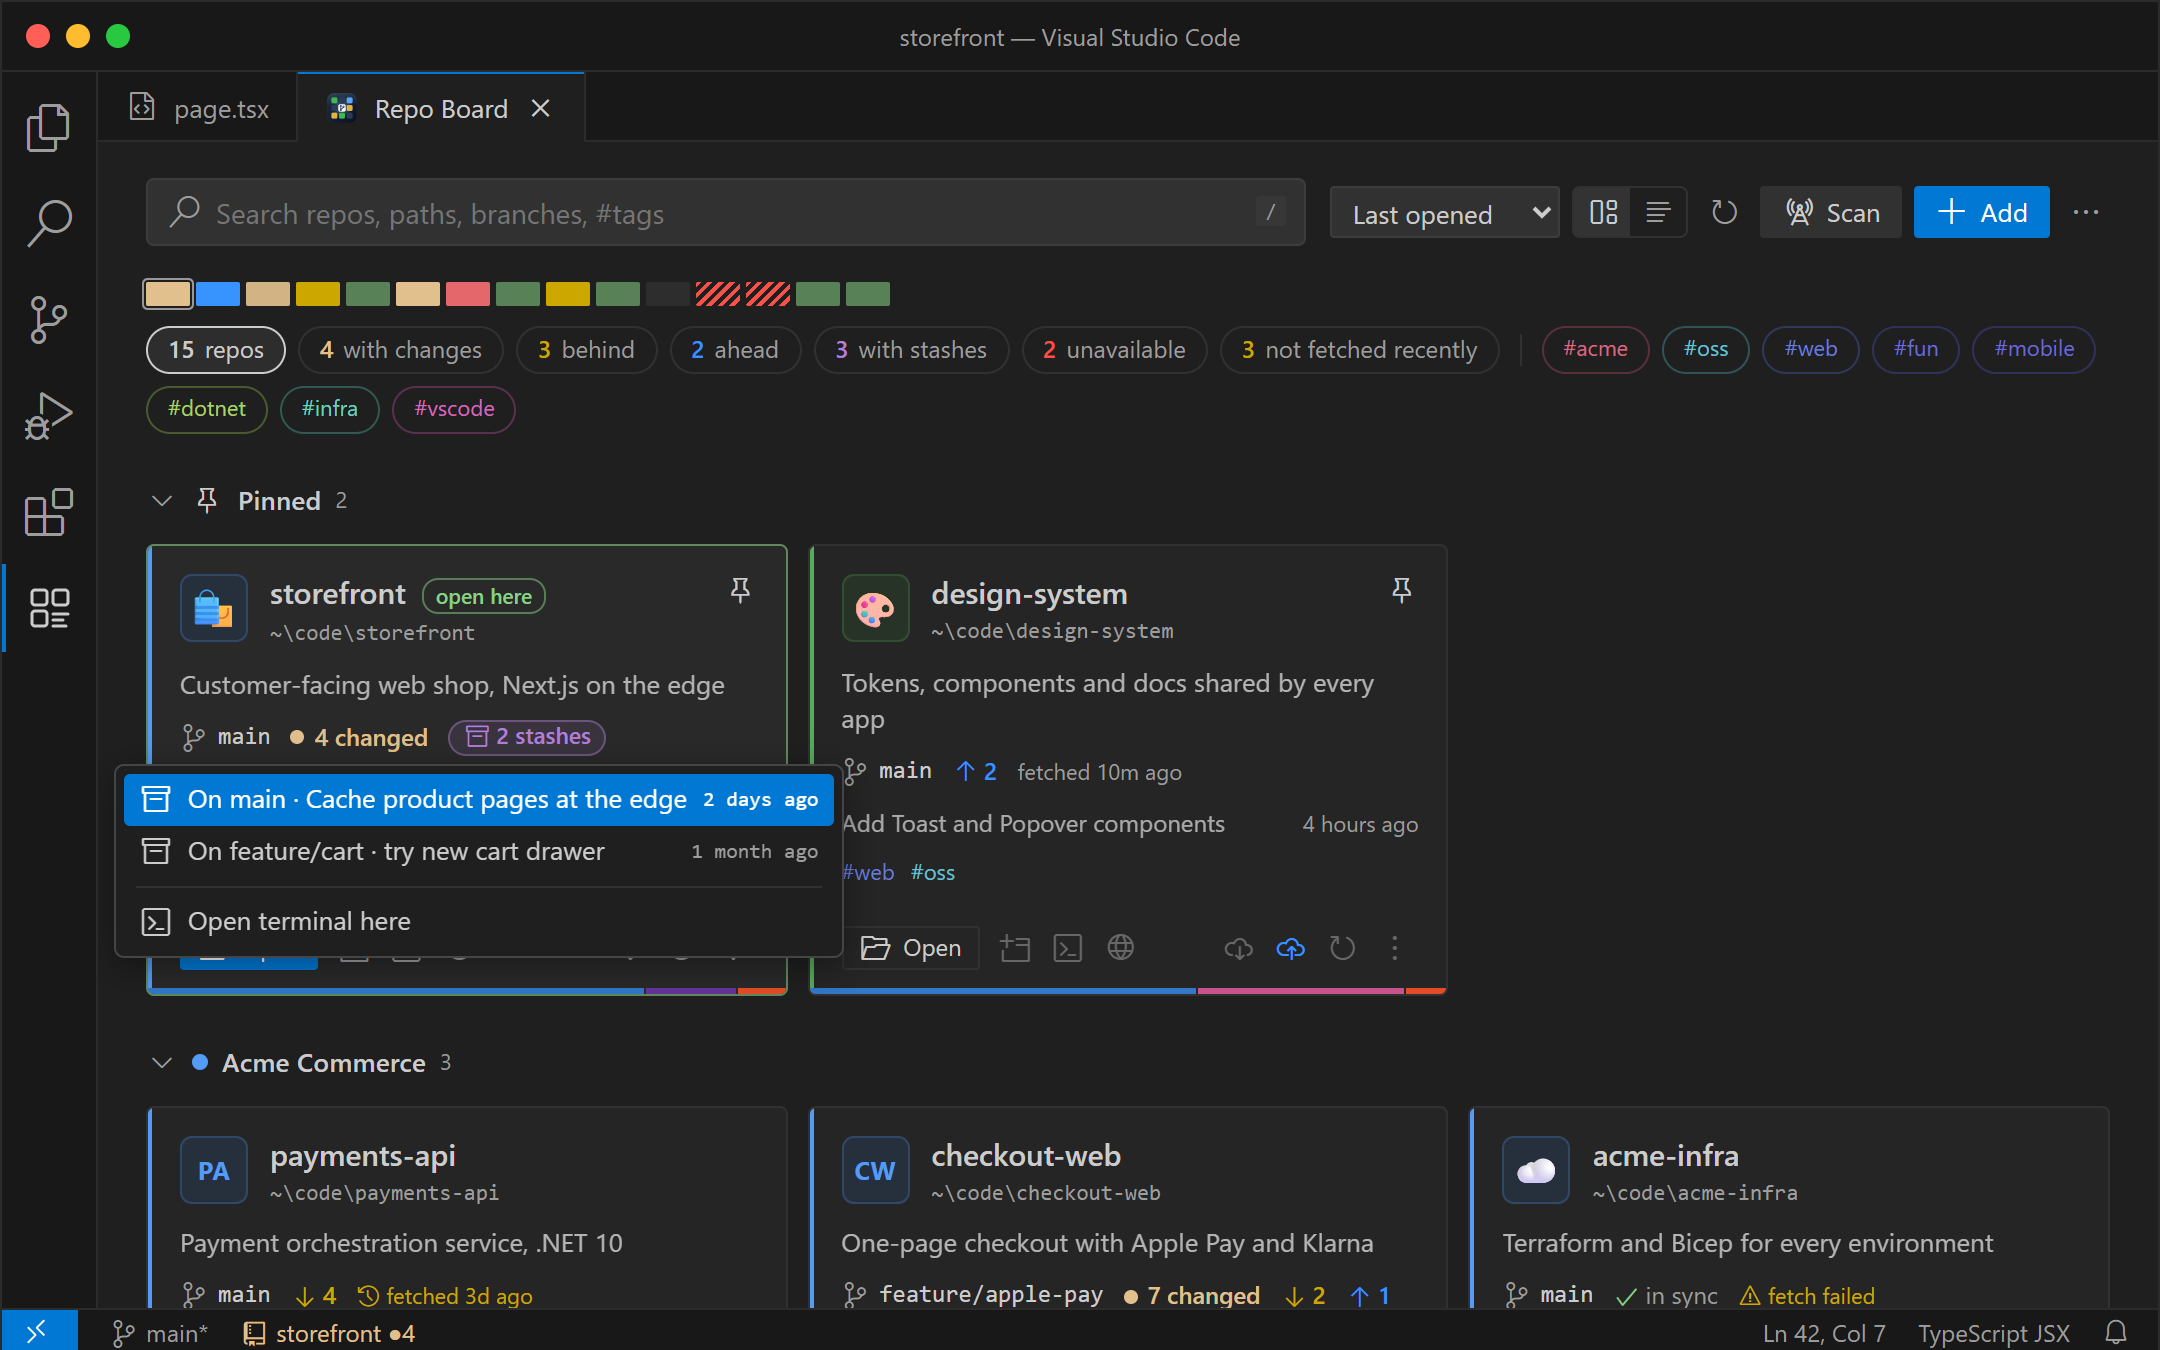 storefront — Visual Studio Code
page.tsx
Repo Board
Search repos, paths, branches, #tags
/
Last opened
Scan
Add
15 repos
4 with changes
3 behind
2 ahead
3 with stashes
2 unavailable
3 not fetched recently
#acme
#oss
#web
#fun
#mobile
#dotnet
#infra
#vscode
Pinned 2
storefront
open here
~\code\storefront
Customer-facing web shop, Next.js on the edge
main
4 changed
2 stashes
On main · Cache product pages at the edge 2 days ago
On feature/cart · try new cart drawer 1 month ago
Open terminal here
design-system
~\code\design-system
Tokens, components and docs shared by every
app
main
2
fetched 10m ago
Add Toast and Popover components
4 hours ago
#web #oss
Open
Acme Commerce 3
PA
payments-api
~\code\payments-api
Payment orchestration service, .NET 10
main
4
fetched 3d ago
CW
checkout-web
~\code\checkout-web
One-page checkout with Apple Pay and Klarna
feature/apple-pay
7 changed
2
1
acme-infra
~\code\acme-infra
Terraform and Bicep for every environment
main
in sync
fetch failed
main*
storefront ●4
Ln 42, Col 7
TypeScript JSX